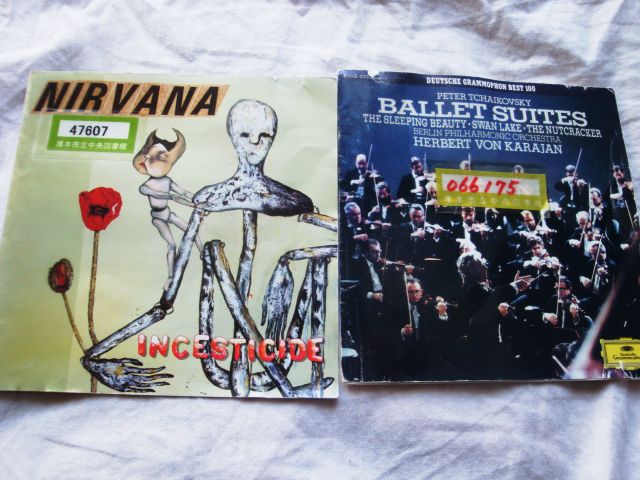 NIRVANA
47607
厚木市立中央図書館
INCESTICIDE
DEUTSCHE GRAMMOPHON BEST 100
PETER TCHAIKOVSKY
BALLET SUITES
THE SLEEPING BEAUTY · SWAN LAKE · THE NUTCRACKER
BERLIN PHILHARMONIC ORCHESTRA
HERBERT VON KARAJAN
066175
厚木市立中央図書館
Deutsche
Grammophon